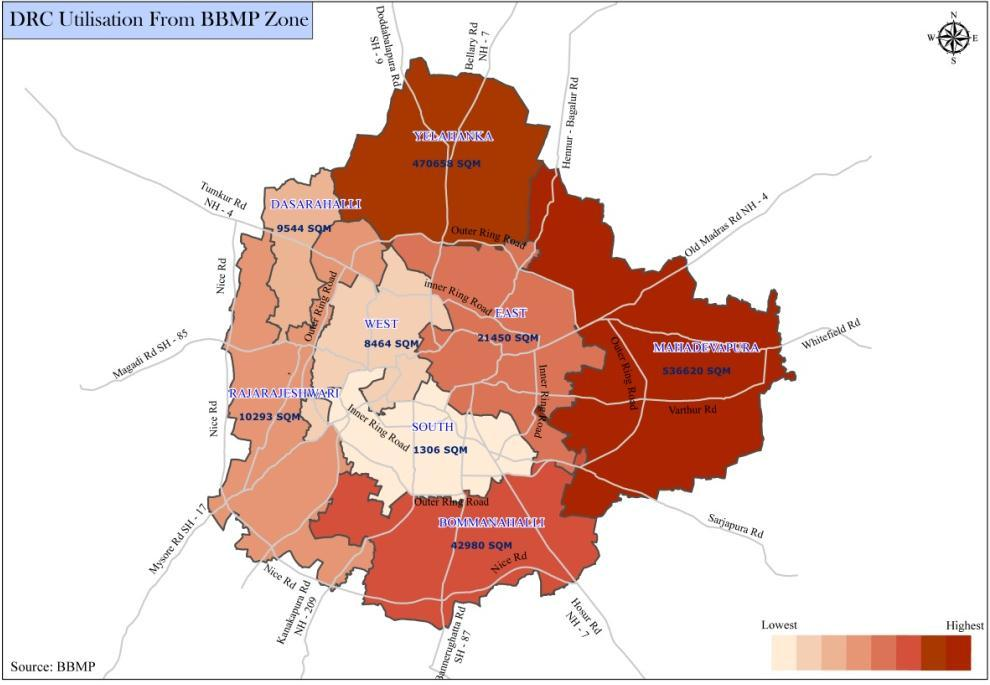 DRC Utilisation From BBMP Zone
N
W E
S
Doddabalapura Rd
SH - 9
Bellary Rd
NH - 7
Hennur - Bagalur Rd
YELAHANKA
470658 SQM
Tumkur Rd
NH - 4
DASARAHALLI
9544 SQM
Old Madras Rd NH - 4
Outer Ring Road
Nice Rd
Outer Ring Road
Inner Ring Road
EAST
21450 SQM
WEST
8464 SQM
Magadi Rd SH - 85
Outer Ring Road
MAHADEVAPURA
536620 SQM
Whitefield Rd
RAJARAJESHWARI
10293 SQM
Nice Rd
Inner Ring Road
Inner Ring Road
Varthur Rd
SOUTH
1306 SQM
Outer Ring Road
BOMMANAHALLI
42980 SQM
Sarjapura Rd
Mysore Rd SH - 17
Nice Rd
Nice Rd
Kanakapura Rd
NH - 209
Bannerughatta Rd
SH - 87
Hosur Rd
NH - 7
Lowest Highest
Source: BBMP